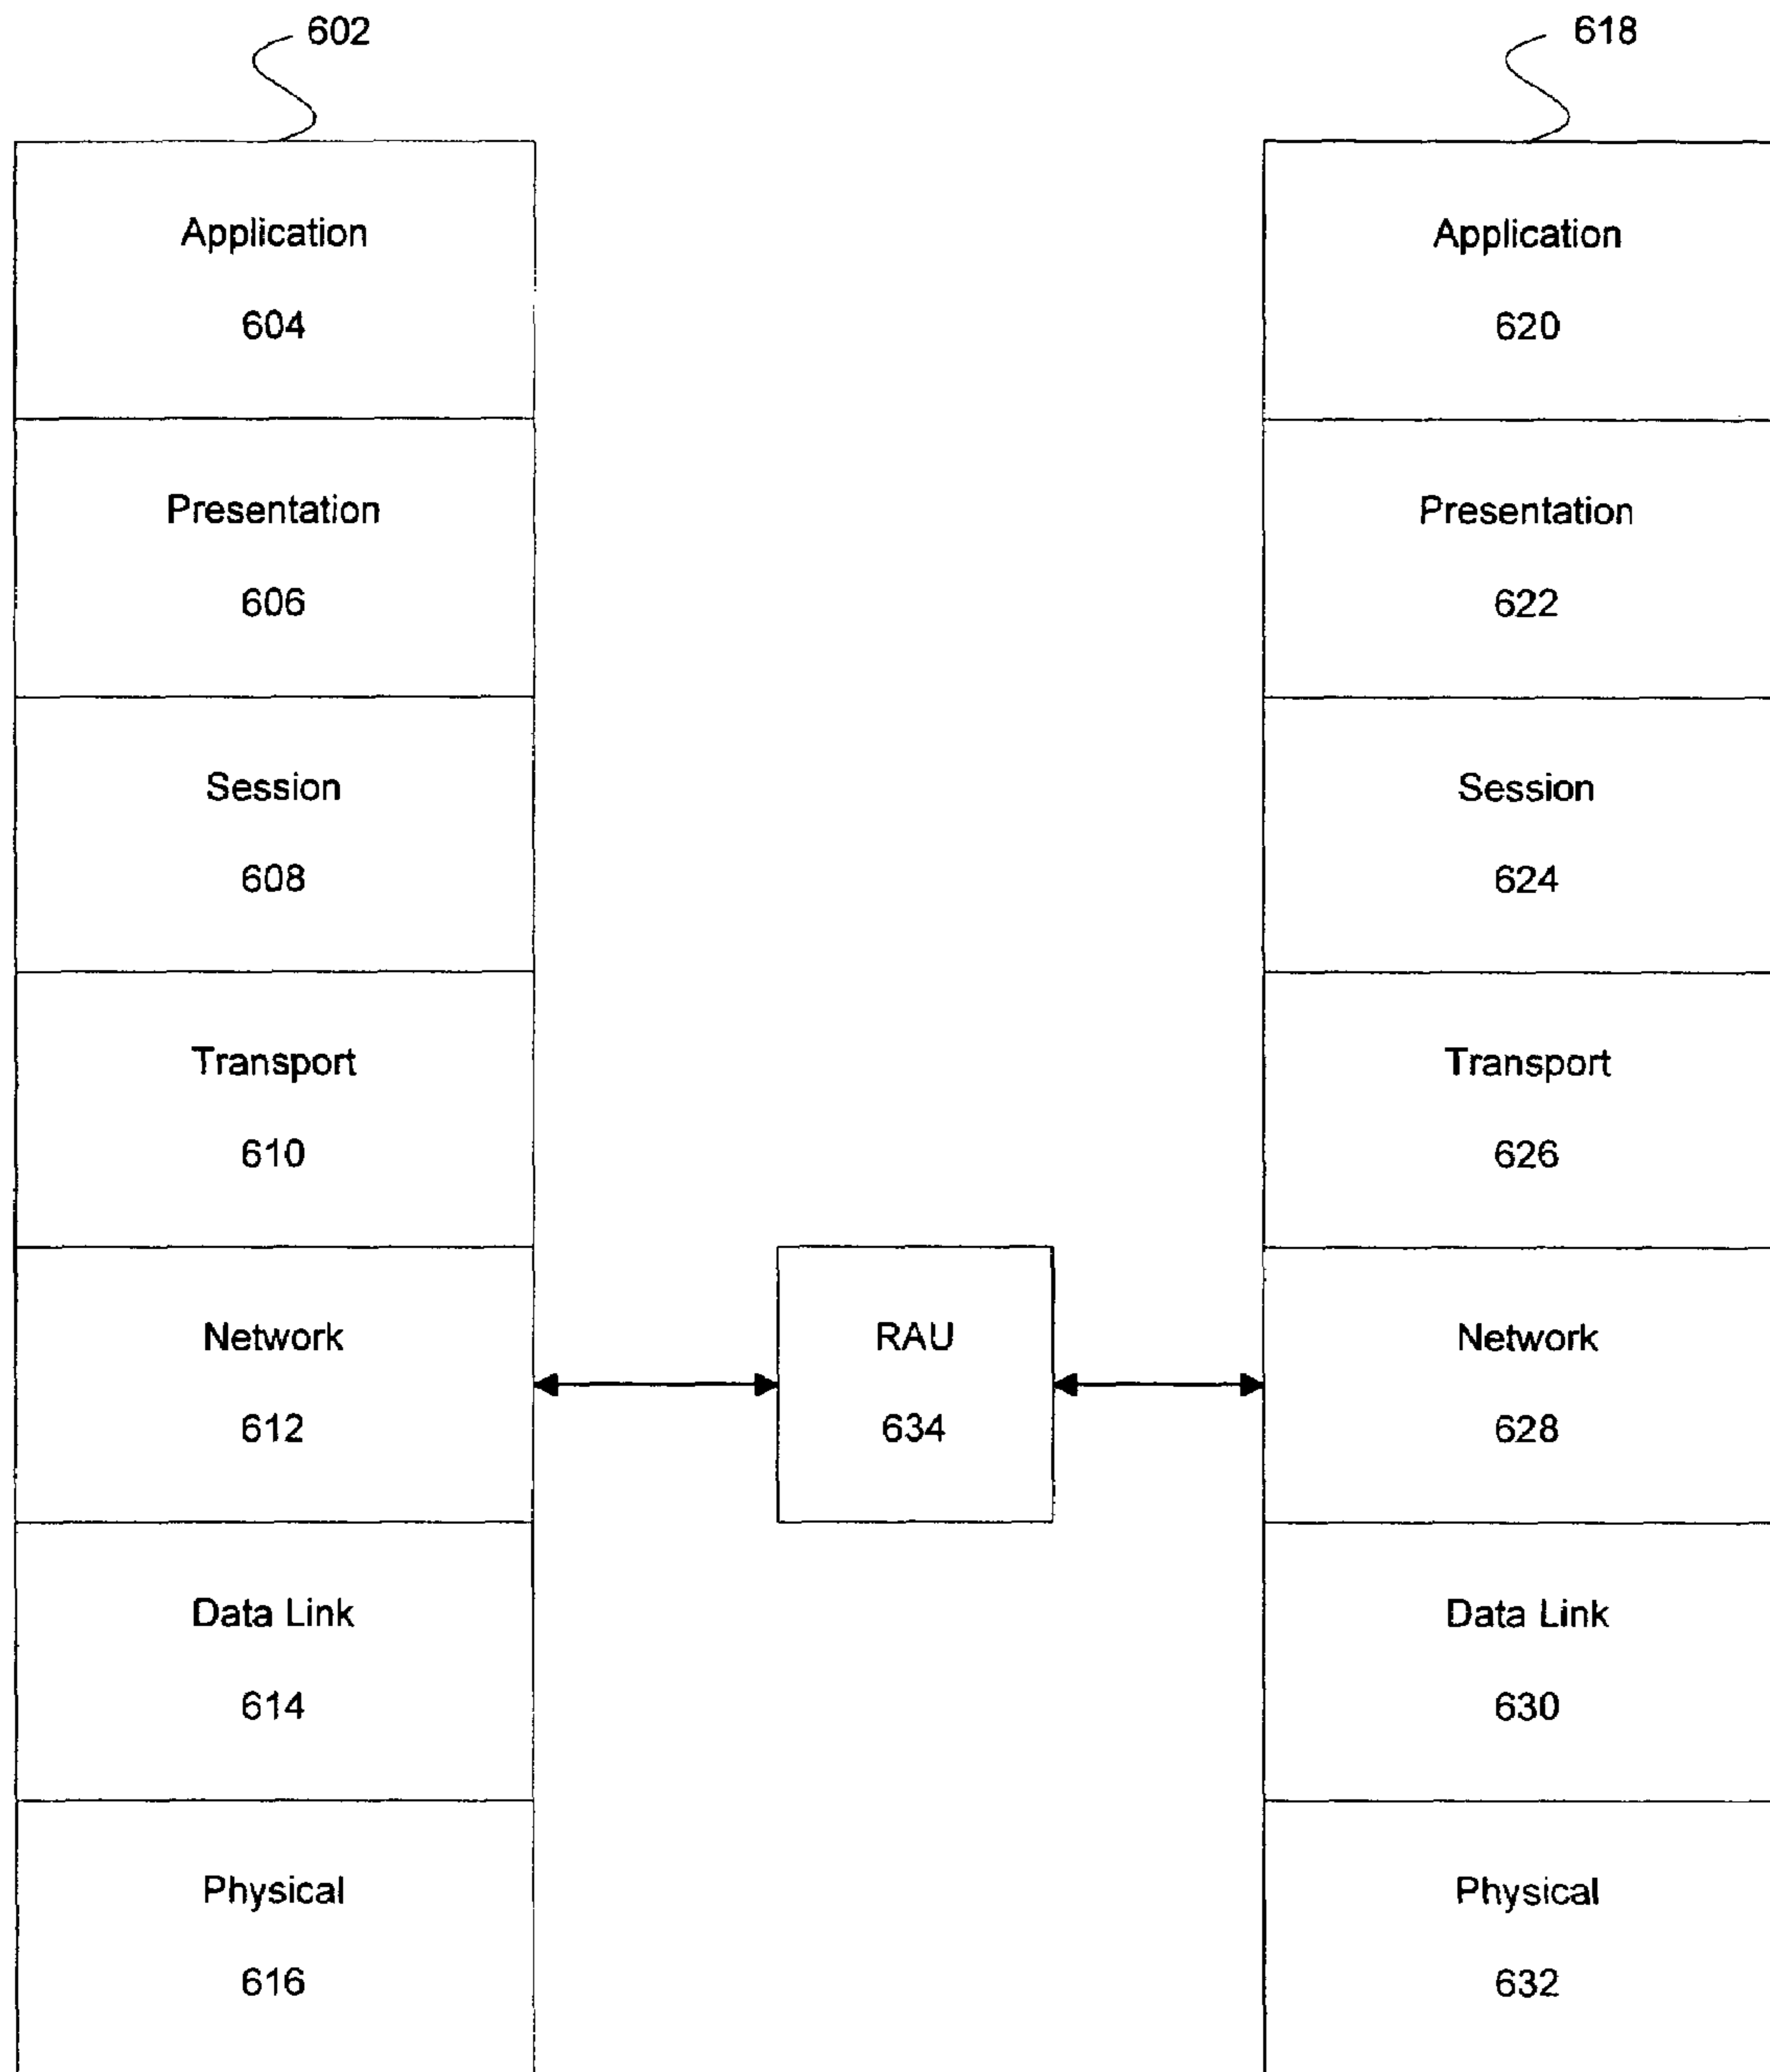 602
Application
604
Presentation
606
Session
608
Transport
610
Network
612
Data Link
614
Physical
616
RAU
634
618
Application
620
Presentation
622
Session
624
Transport
626
Network
628
Data Link
630
Physical
632